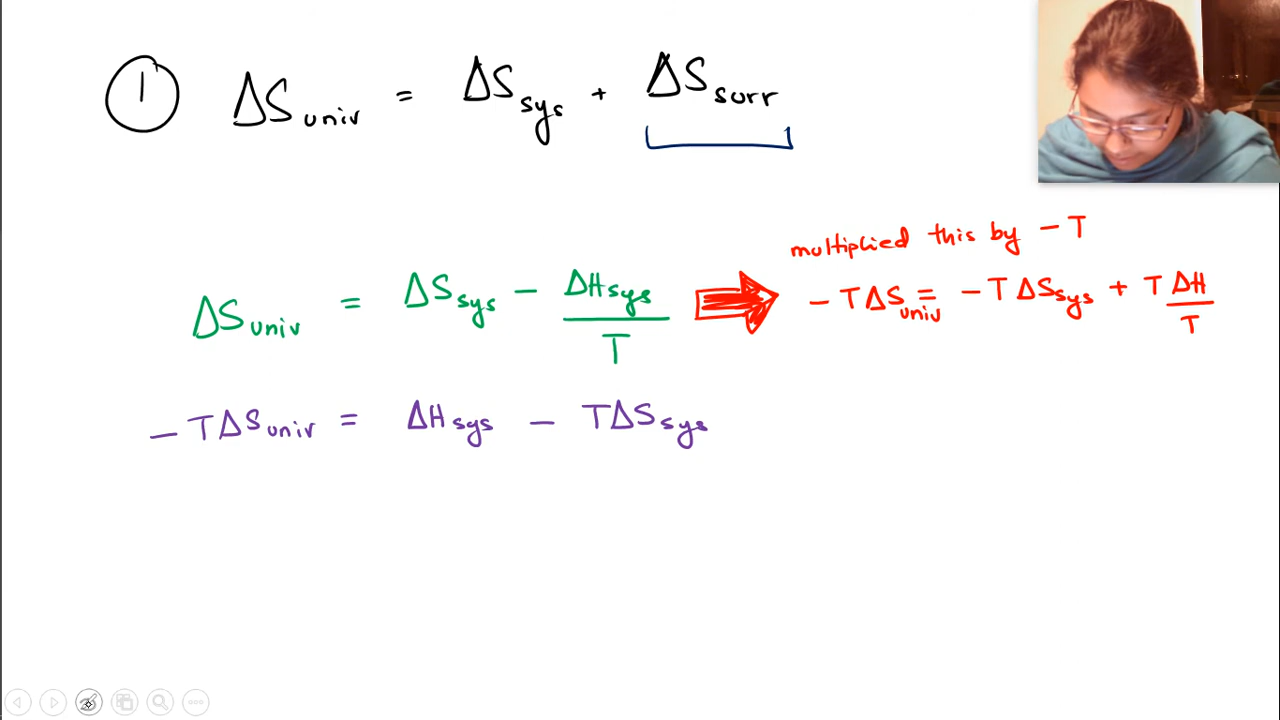 ① ΔS univ = ΔS sys + ΔS surr
multiplied this by - T
ΔS univ = ΔS sys - ΔH sys / T
- TΔS univ = - TΔS sys + T ΔH / T
- TΔS univ = ΔH sys - TΔS sys